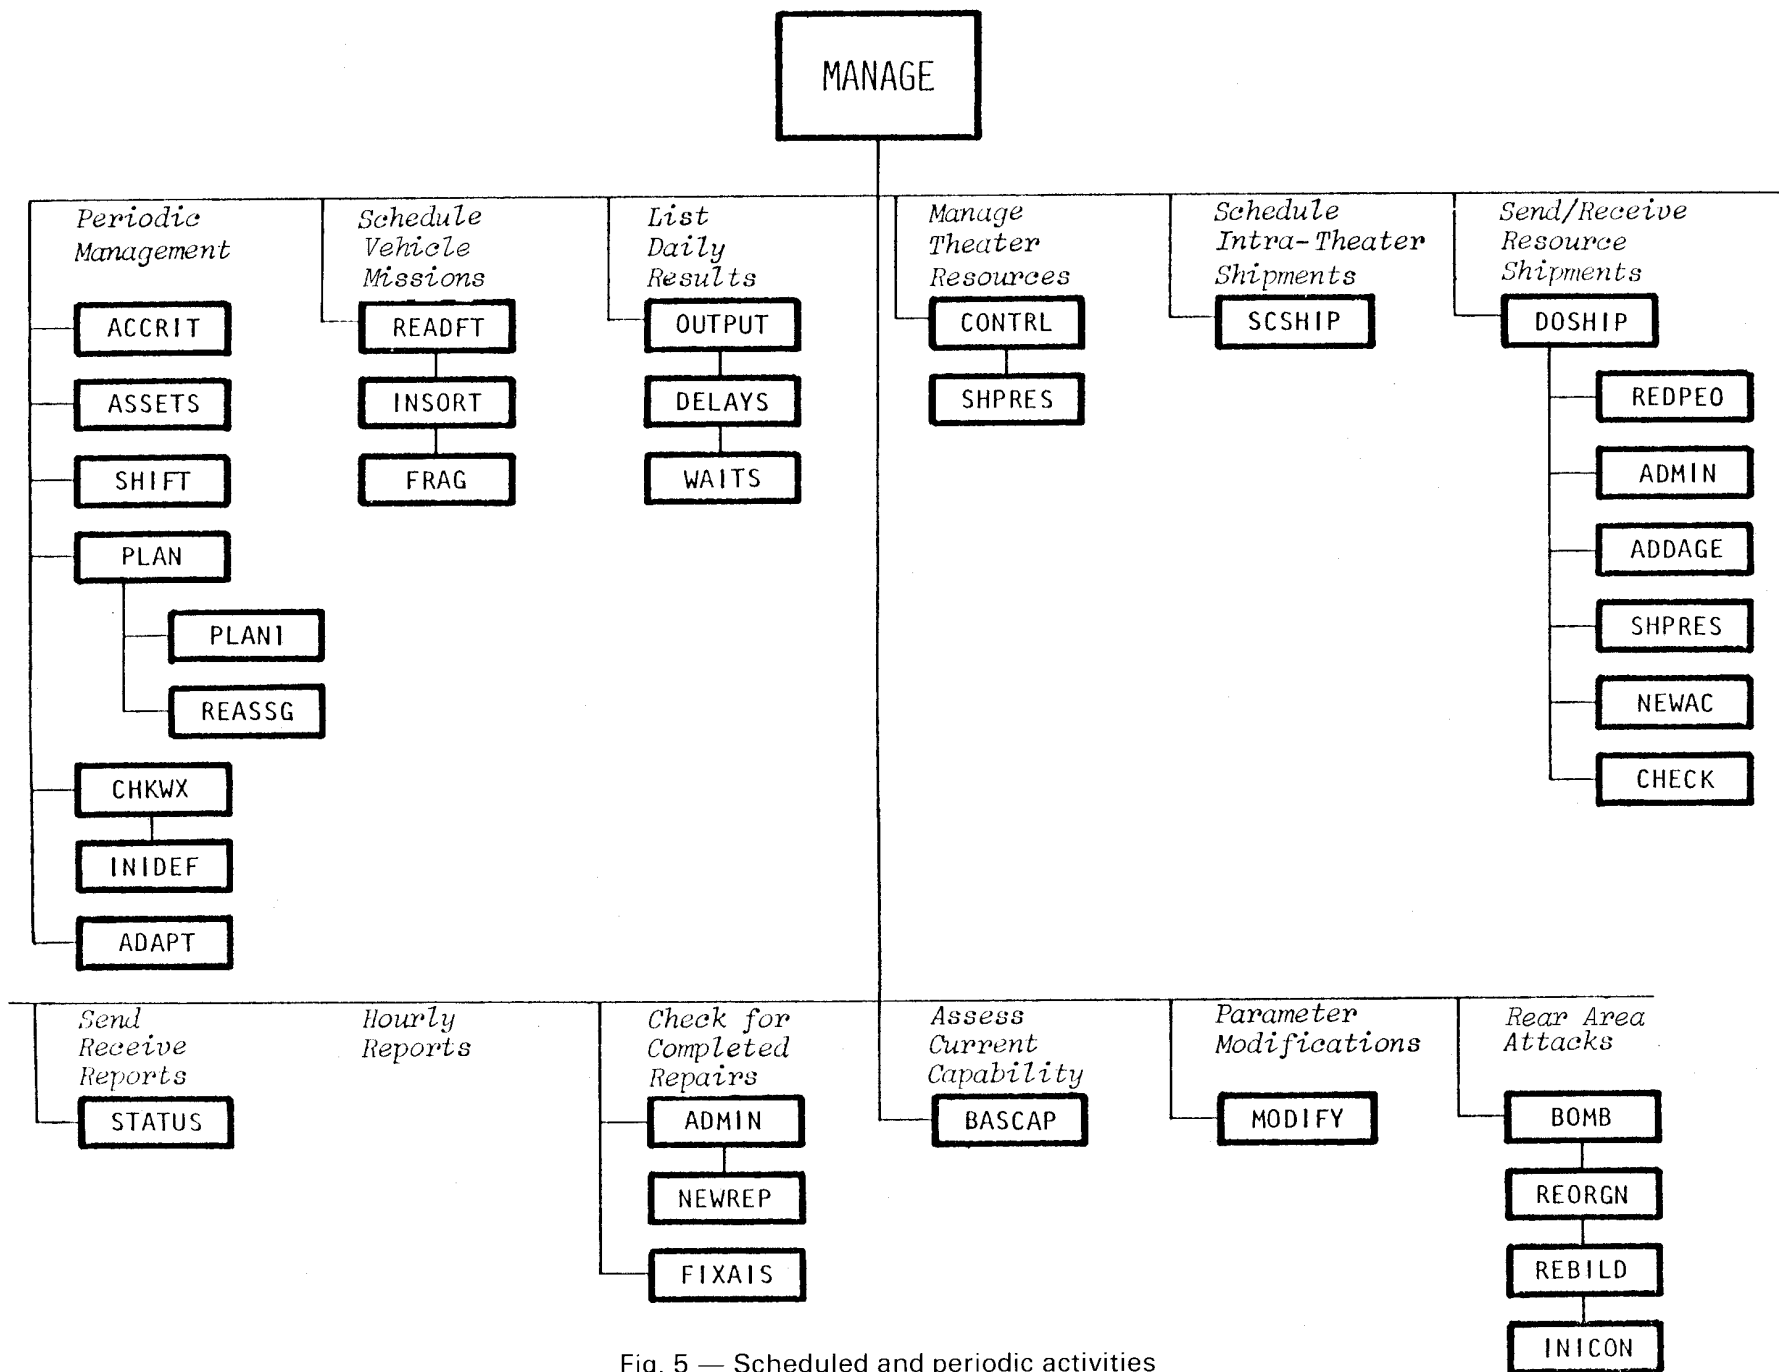 MANAGE
Periodic
Management
ACCRIT
ASSETS
SHIFT
PLAN
PLAN1
REASSG
CHKWX
INIDEF
ADAPT
Schedule
Vehicle
Missions
READFT
INSORT
FRAG
List
Daily
Results
OUTPUT
DELAYS
WAITS
Manage
Theater
Resources
CONTRL
SHPRES
Schedule
Intra-Theater
Shipments
SCSHIP
Send/Receive
Resource
Shipments
DOSHIP
REDPEO
ADMIN
ADDAGE
SHPRES
NEWAC
CHECK
Send
Receive
Reports
STATUS
Hourly
Reports
Check for
Completed
Repairs
ADMIN
NEWREP
FIXAIS
Assess
Current
Capability
BASCAP
Parameter
Modifications
MODIFY
Rear Area
Attacks
BOMB
REORGN
REBILD
INICON
Fig. 5 — Scheduled and periodic activities